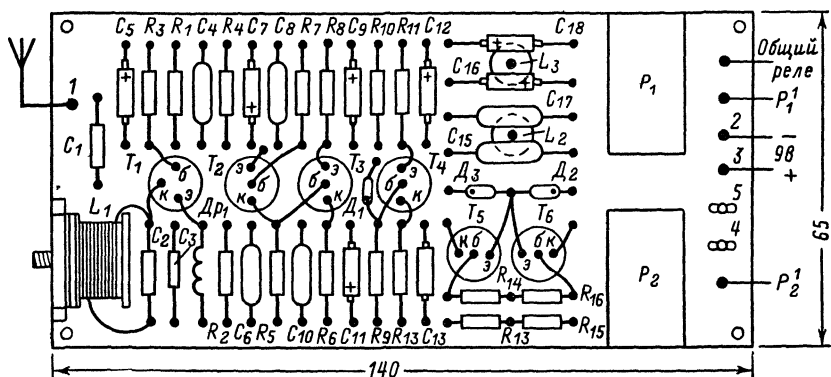 C5 R3 R1 C4 R4 C7 C8 R7 R8 C9 R10 R11 C12 C18
C16 L3 P1 Общий реле
1 P1¹
C17
2 −
C1 C15 L2 9В
3 +
T1 T2 T3 T4
б э б э э
к э б б б
к к к
Д3 Д2
L1 Др1 Д1 T5 T6 5
C2 C3 к б э э б к 4
P2 P2¹
R14 R16
R2 C6 R5 C10 R6 C11 R9 R13 C13 R13 R15
140
65